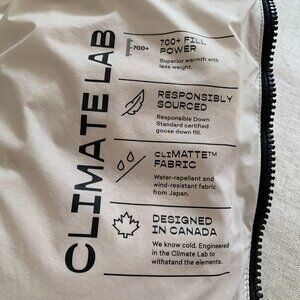 CLIMATE LAB
-700+
700+ FILL
POWER
Superior warmth with
less weight.
RESPONSIBLY
SOURCED
Responsible Down
Standard certified
goose down fill.
CLIMATTE™
FABRIC
Water-repellent and
wind-resistant fabric
from Japan.
DESIGNED
IN CANADA
We know cold. Engineered
in the Climate Lab to
withstand the elements.